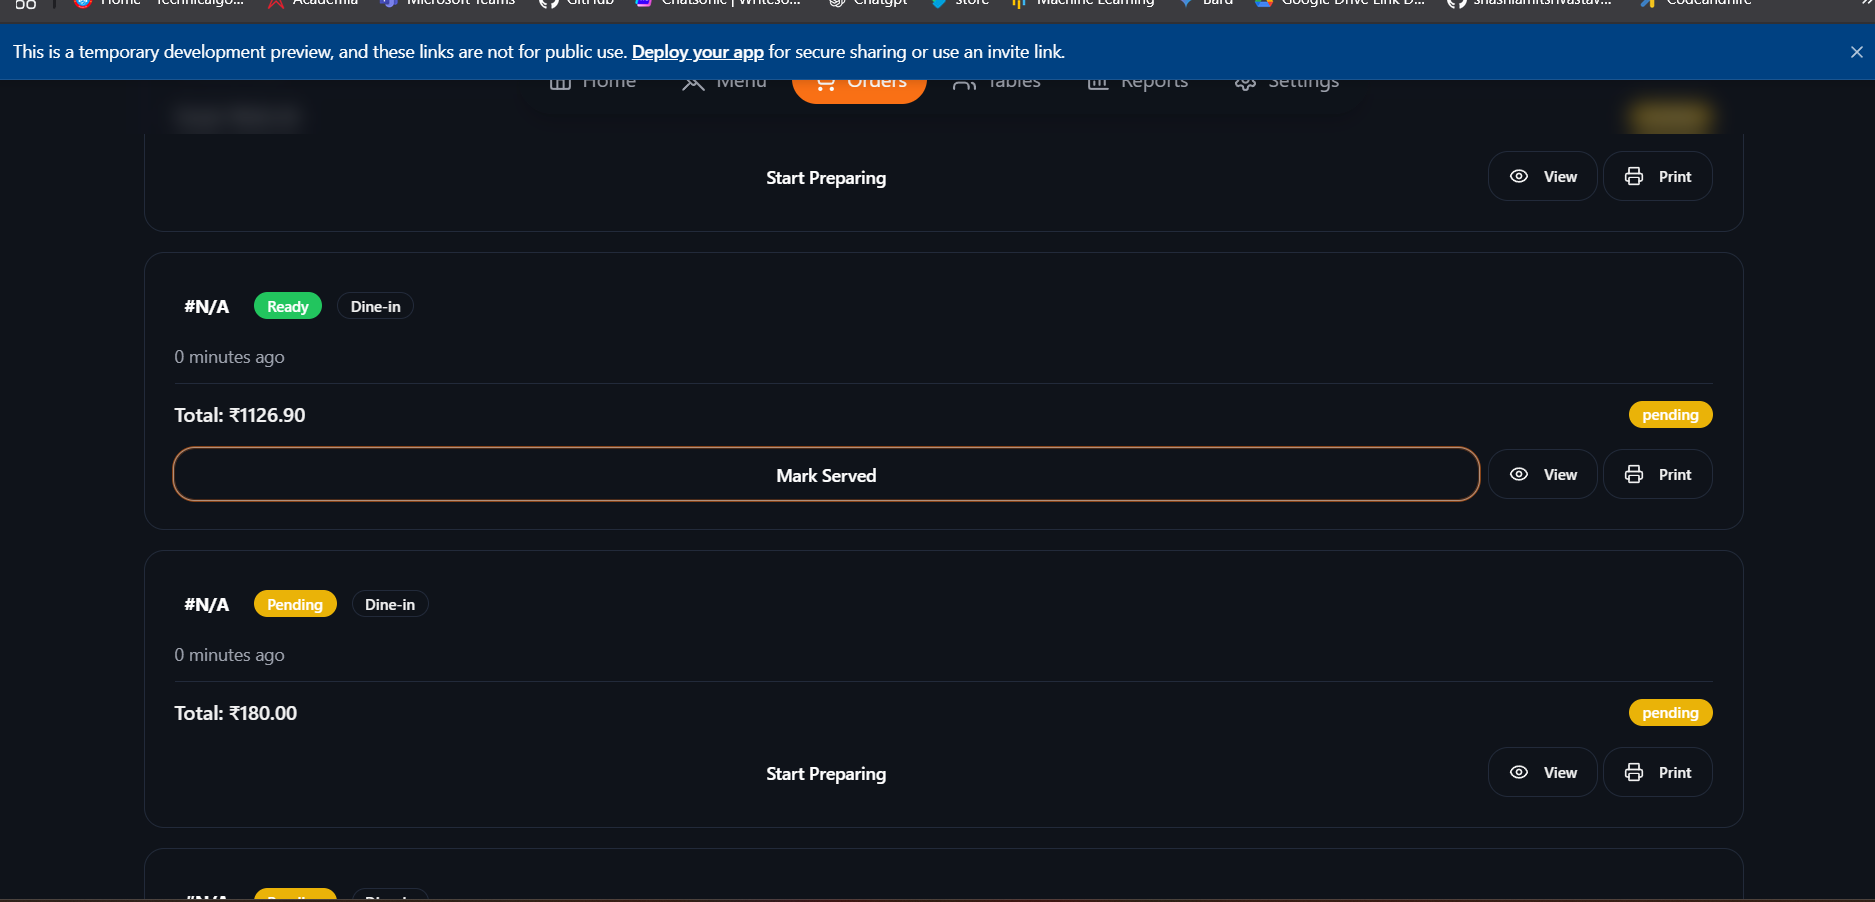 Home Technicalgo... Academia Microsoft Teams GitHub Chatsonic | Writeso... Chatgpt store Machine Learning Bard Google Drive Link D... shashiamitsrivastav... Codeandhire
This is a temporary development preview, and these links are not for public use. Deploy your app for secure sharing or use an invite link.
Home Menu Orders Tables Reports Settings
Start Preparing View Print
#N/A Ready Dine-in
0 minutes ago
Total: ₹1126.90 pending
Mark Served View Print
#N/A Pending Dine-in
0 minutes ago
Total: ₹180.00 pending
Start Preparing View Print
#N/A Pending Dine-in